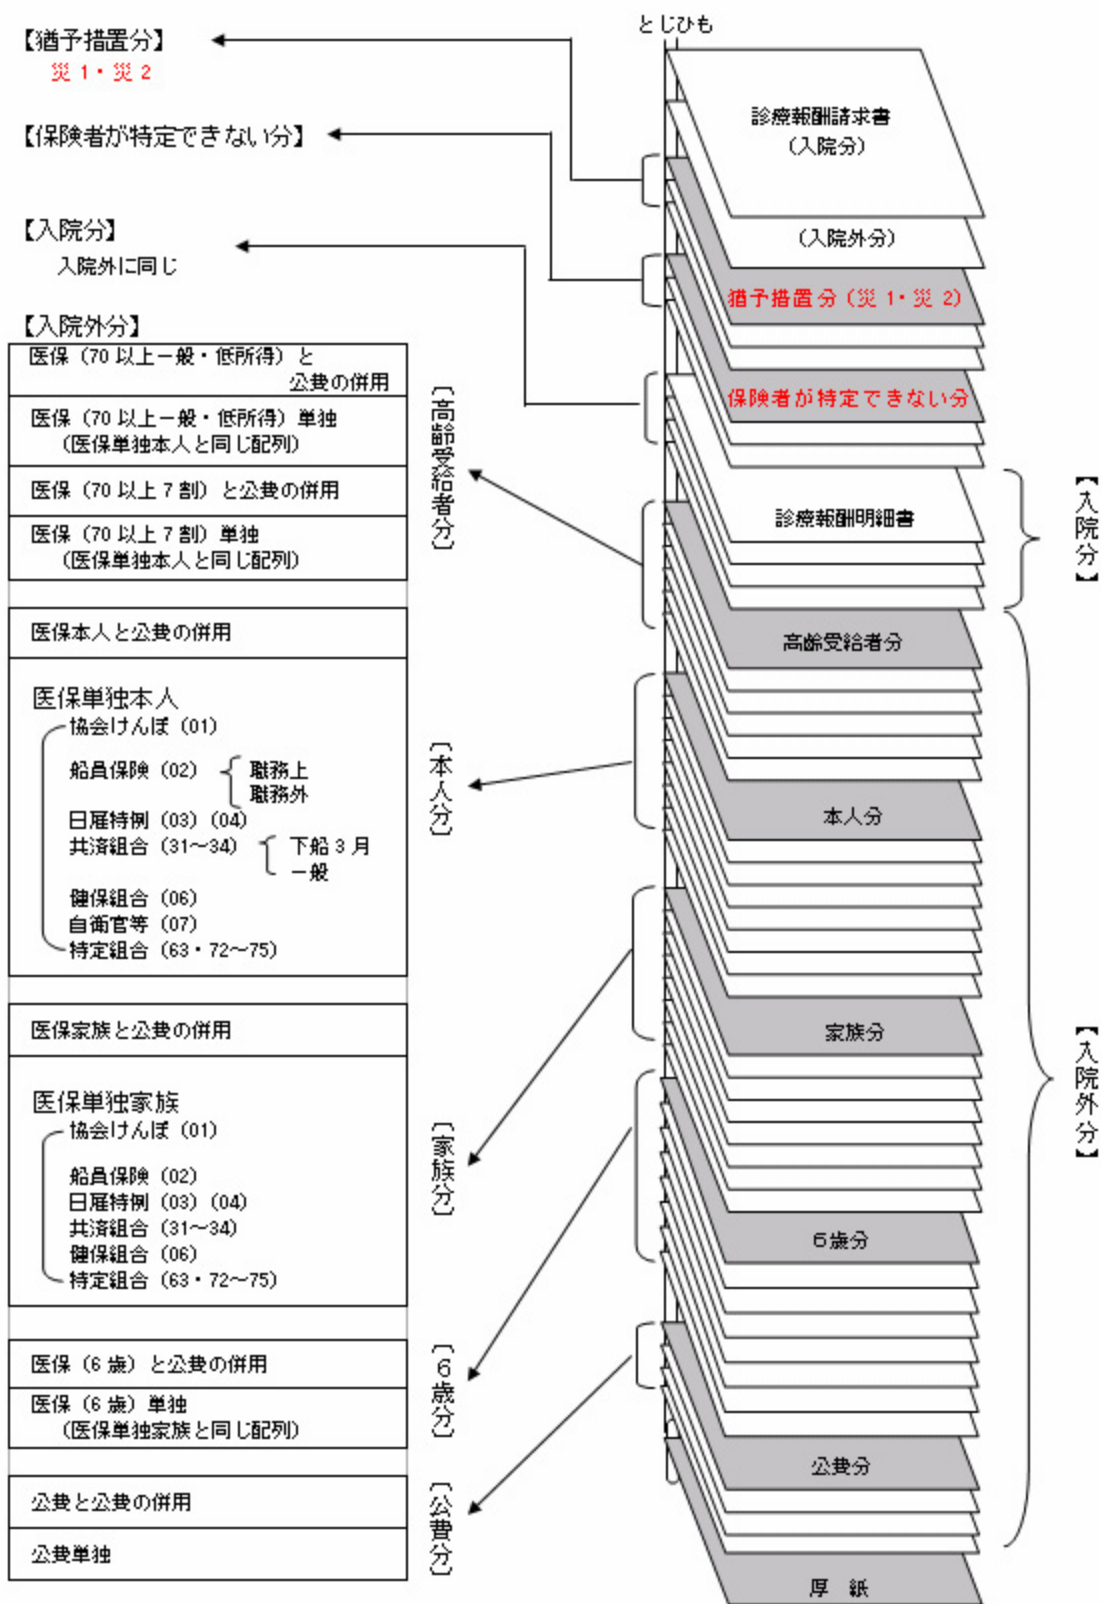 とじひも
【猶予措置分】
災1・災2
【保険者が特定できない分】
【入院分】
入院外に同じ
【入院外分】
医保（70以上一般・低所得）と
公費の併用
医保（70以上一般・低所得）単独
（医保単独本人と同じ配列）
医保（70以上7割）と公費の併用
医保（70以上7割）単独
（医保単独本人と同じ配列）
〔高齢受給者分〕
医保本人と公費の併用
医保単独本人
協会けんぽ（01）
船員保険（02）
職務上
職務外
日雇特例（03）（04）
共済組合（31～34）
下船3月
一般
健保組合（06）
自衛官等（07）
特定組合（63・72～75）
〔本人分〕
医保家族と公費の併用
医保単独家族
協会けんぽ（01）
船員保険（02）
日雇特例（03）（04）
共済組合（31～34）
健保組合（06）
特定組合（63・72～75）
〔家族分〕
医保（6歳）と公費の併用
医保（6歳）単独
（医保単独家族と同じ配列）
〔6歳分〕
公費と公費の併用
公費単独
〔公費分〕
診療報酬請求書
（入院分）
（入院外分）
猶予措置分（災1・災2）
保険者が特定できない分
診療報酬明細書
高齢受給者分
本人分
家族分
6歳分
公費分
厚紙
【入院分】
【入院外分】